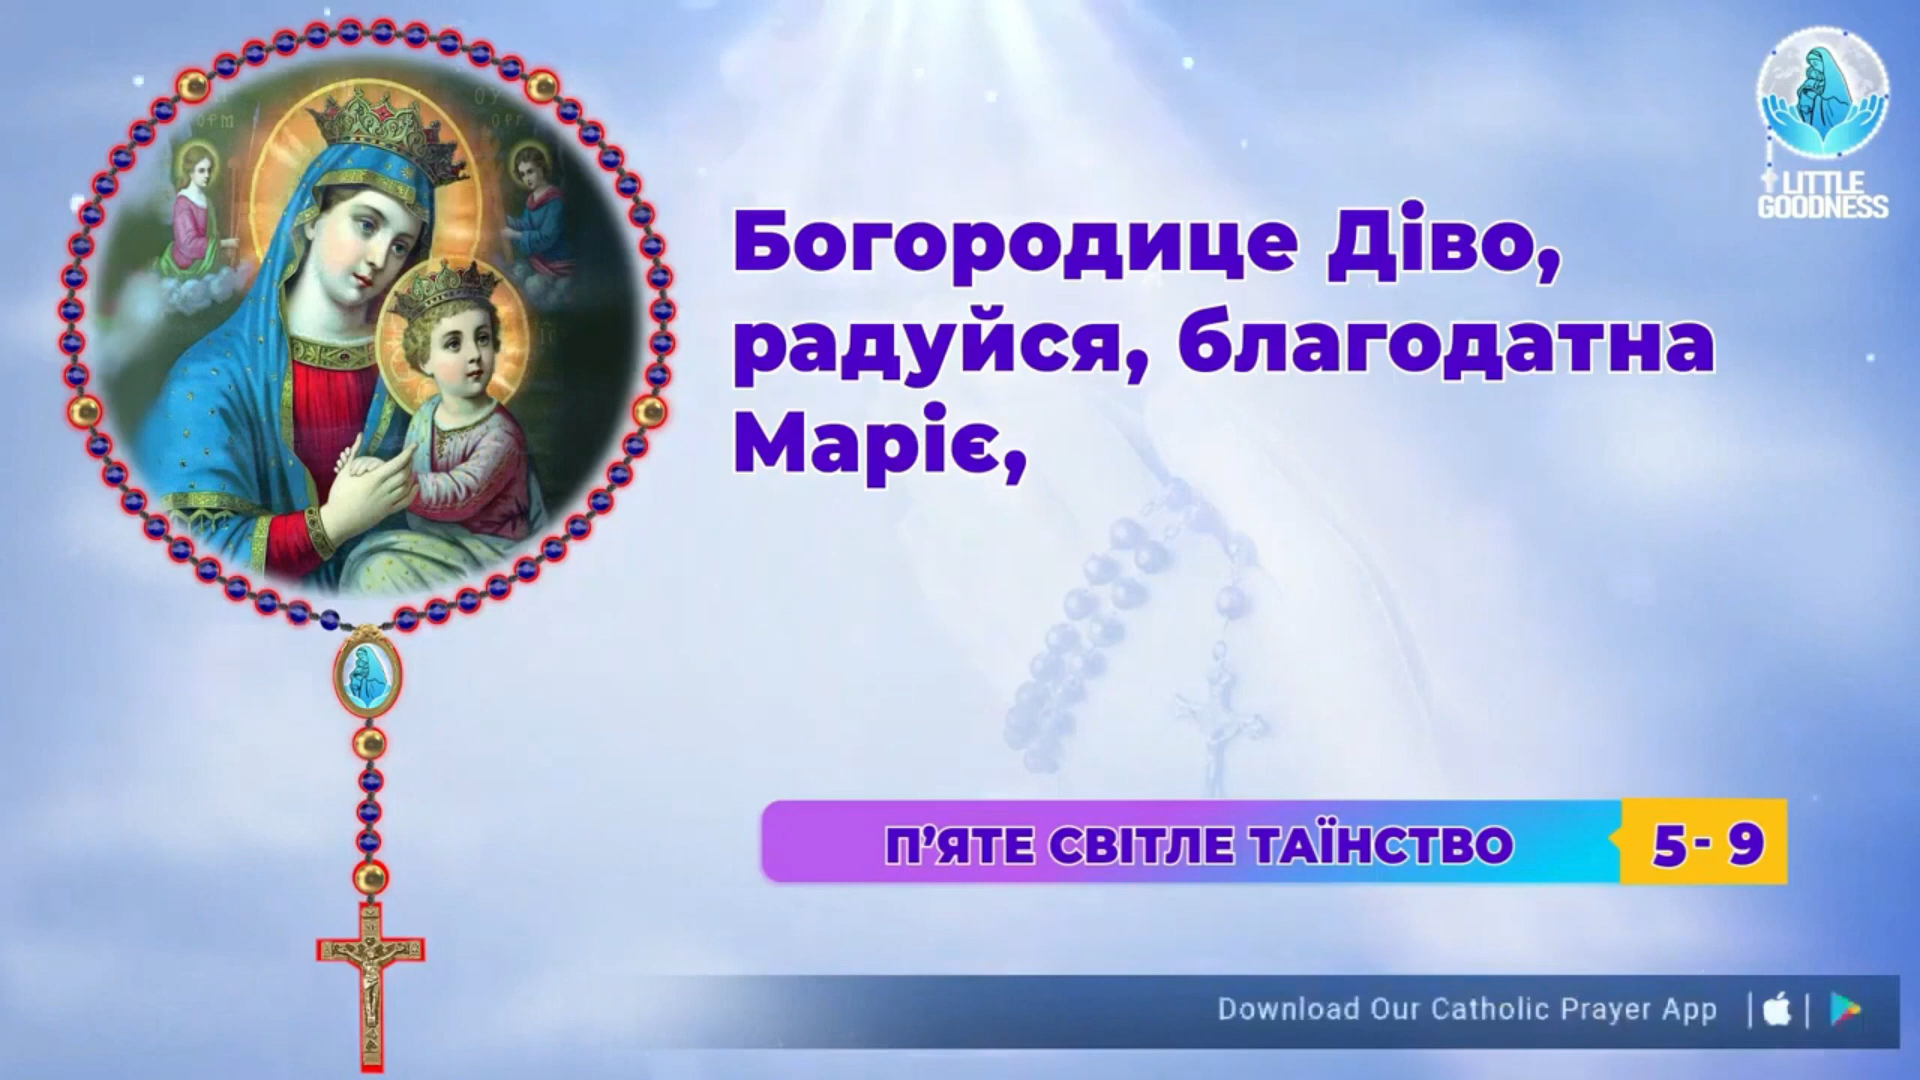 LITTLE
GOODNESS
Богородице Діво,
радуйся, благодатна
Маріє,
П’ЯТЕ СВІТЛЕ ТАЇНСТВО
5- 9
Download Our Catholic Prayer App